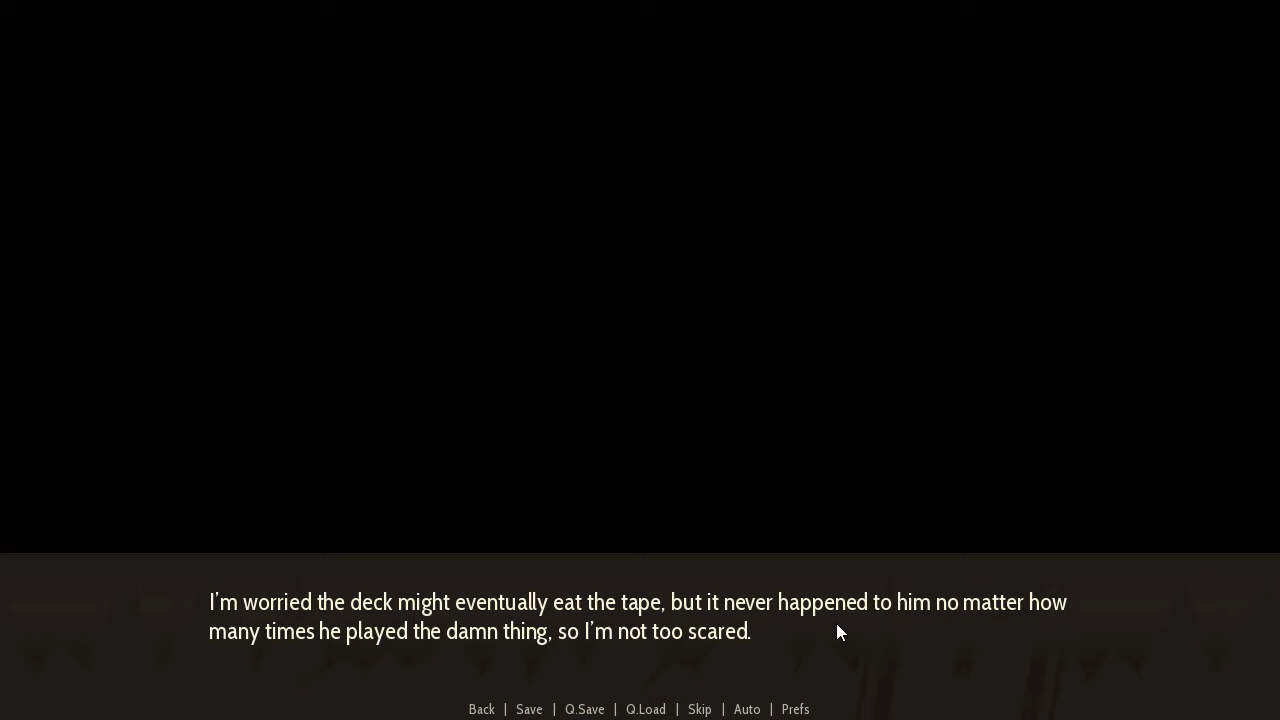 I’m worried the deck might eventually eat the tape, but it never happened to him no matter how
many times he played the damn thing, so I’m not too scared.
Back | Save | Q.Save | Q.Load | Skip | Auto | Prefs